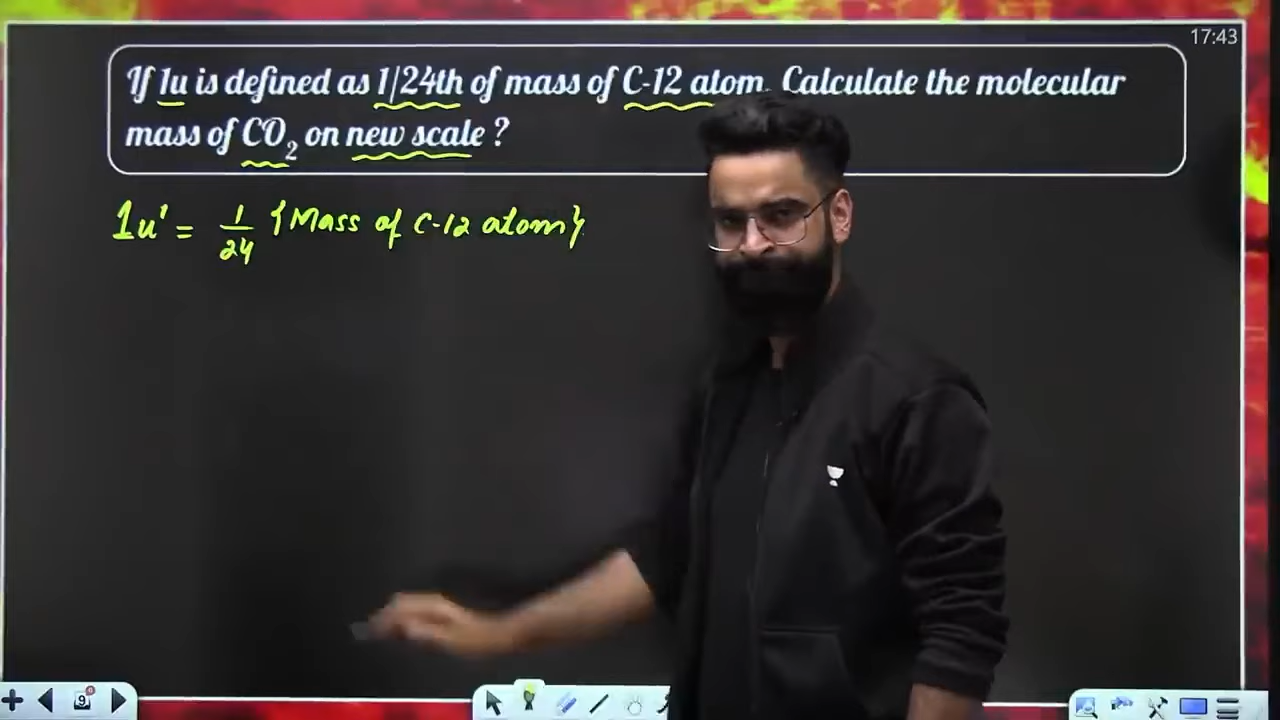 17:43
If 1u is defined as 1/24th of mass of C-12 atom. Calculate the molecular
mass of CO₂ on new scale ?
1u' = 1/24 {Mass of C-12 atom}.
9